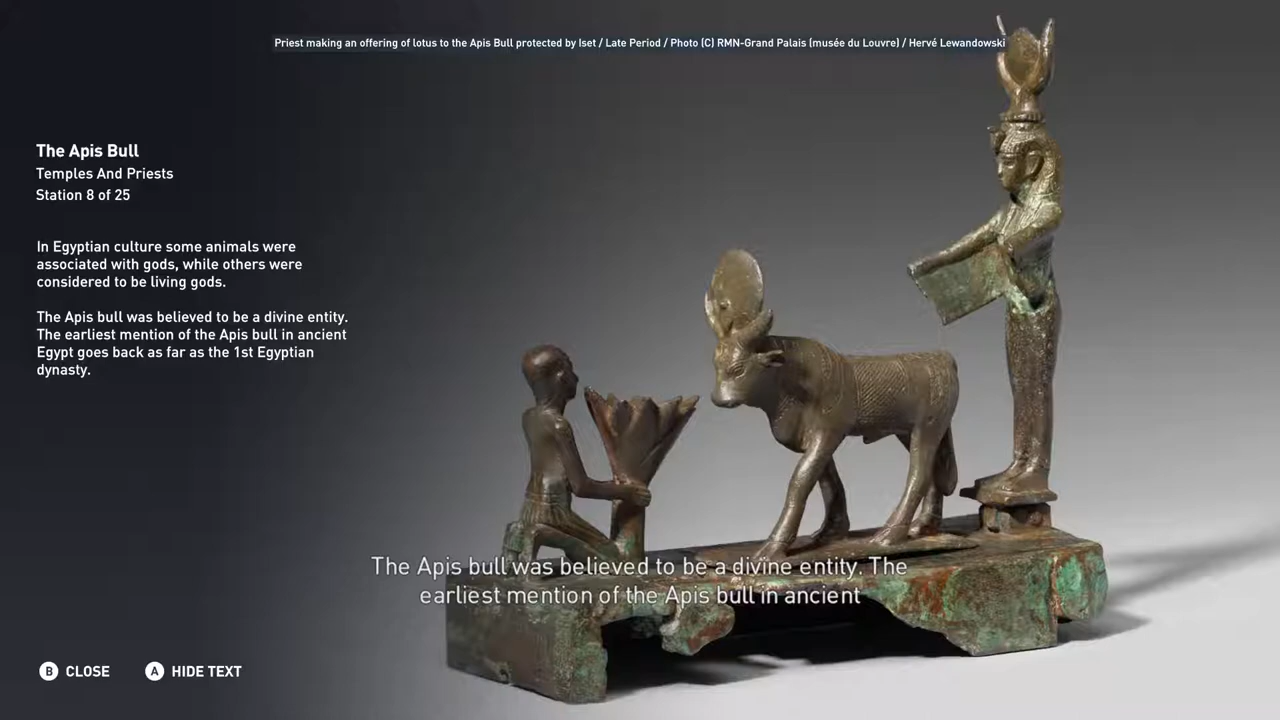 Priest making an offering of lotus to the Apis Bull protected by Iset / Late Period / Photo (C) RMN-Grand Palais (musée du Louvre) / Hervé Lewandowski
The Apis Bull
Temples And Priests
Station 8 of 25
In Egyptian culture some animals were
associated with gods, while others were
considered to be living gods.
The Apis bull was believed to be a divine entity.
The earliest mention of the Apis bull in ancient
Egypt goes back as far as the 1st Egyptian
dynasty.
The Apis bull was believed to be a divine entity. The
earliest mention of the Apis bull in ancient
B CLOSE A HIDE TEXT